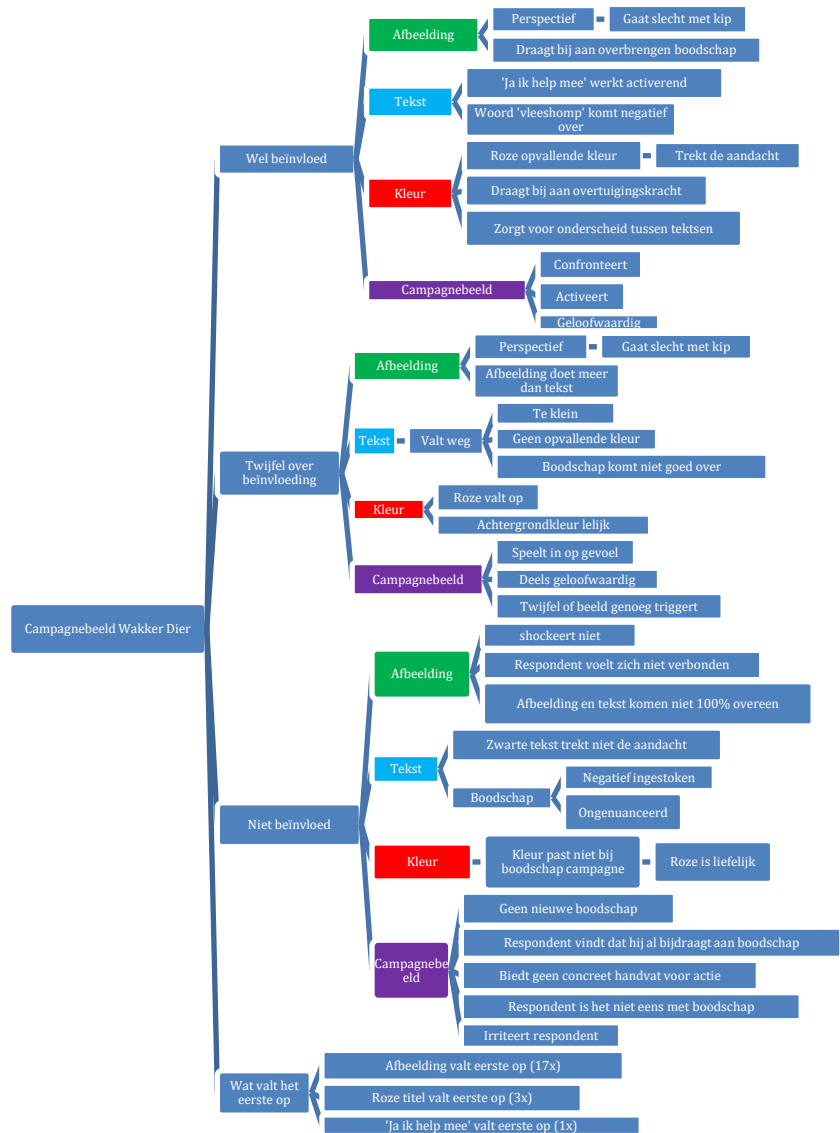 Campagnebeeld Wakker Dier
Wel beïnvloed
Afbeelding
Perspectief
Gaat slecht met kip
Draagt bij aan overbrengen boodschap
Tekst
'Ja ik help mee' werkt activerend
Woord 'vleeshomp' komt negatief
over
Kleur
Roze opvallende kleur
Trekt de aandacht
Draagt bij aan overtuigingskracht
Zorgt voor onderscheid tussen tektsen
Campagnebeeld
Confronteert
Activeert
Geloofwaardig
Twijfel over
beïnvloeding
Afbeelding
Perspectief
Gaat slecht met kip
Afbeelding doet meer
dan tekst
Tekst
Valt weg
Te klein
Geen opvallende kleur
Boodschap komt niet goed over
Kleur
Roze valt op
Achtergrondkleur lelijk
Campagnebeeld
Speelt in op gevoel
Deels geloofwaardig
Twijfel of beeld genoeg triggert
Niet beïnvloed
Afbeelding
shockeert niet
Respondent voelt zich niet verbonden
Afbeelding en tekst komen niet 100% overeen
Tekst
Zwarte tekst trekt niet de aandacht
Boodschap
Negatief ingestoken
Ongenuanceerd
Kleur
Kleur past niet bij
boodschap campagne
Roze is liefelijk
Campagnebe
eld
Geen nieuwe boodschap
Respondent vindt dat hij al bijdraagt aan boodschap
Biedt geen concreet handvat voor actie
Respondent is het niet eens met boodschap
Irriteert respondent
Wat valt het
eerste op
Afbeelding valt eerste op (17x)
Roze titel valt eerste op (3x)
'Ja ik help mee' valt eerste op (1x)